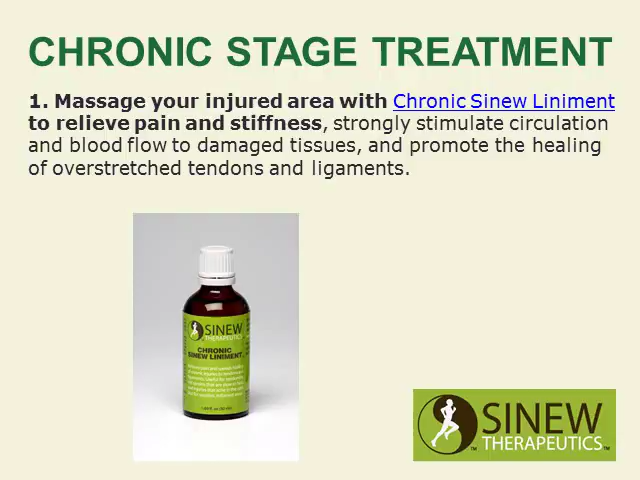 CHRONIC STAGE TREATMENT
1. Massage your injured area with Chronic Sinew Liniment
to relieve pain and stiffness, strongly stimulate circulation
and blood flow to damaged tissues, and promote the healing
of overstretched tendons and ligaments.
SINEW
THERAPEUTICS
CHRONIC
SINEW LINIMENT
SINEW
THERAPEUTICS™